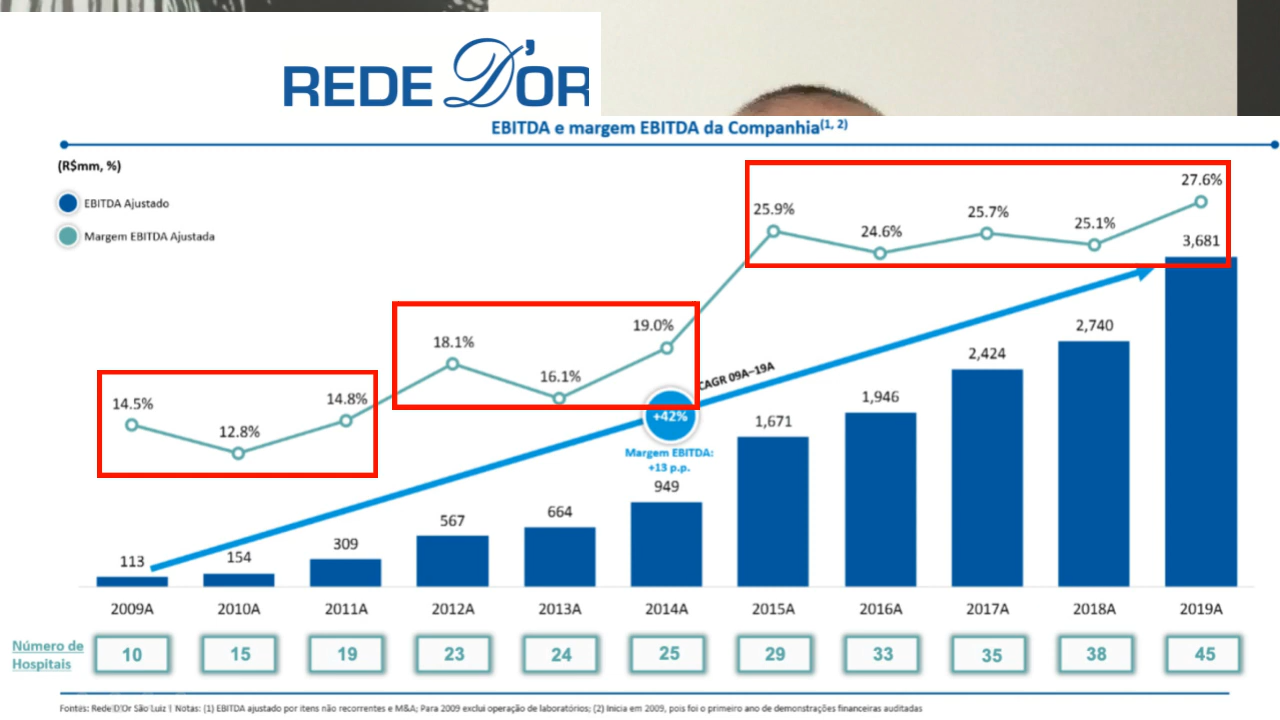 REDE D'OR
EBITDA e margem EBITDA da Companhia(1, 2)
(R$mm, %)
EBITDA Ajustado
Margem EBITDA Ajustada
14.5%
12.8%
14.8%
18.1%
16.1%
19.0%
25.9%
24.6%
25.7%
25.1%
27.6%
CAGR 09A–19A
+42%
Margem EBITDA:
+13 p.p.
113
154
309
567
664
949
1,671
1,946
2,424
2,740
3,681
2009A 2010A 2011A 2012A 2013A 2014A 2015A 2016A 2017A 2018A 2019A
Número de
Hospitais
10 15 19 23 24 25 29 33 35 38 45
Fontes: Rede D'Or São Luiz | Notas: (1) EBITDA ajustado por itens não recorrentes e M&A; Para 2009 exclui operação de laboratórios; (2) Inicia em 2009, pois foi o primeiro ano de demonstrações financeiras auditadas